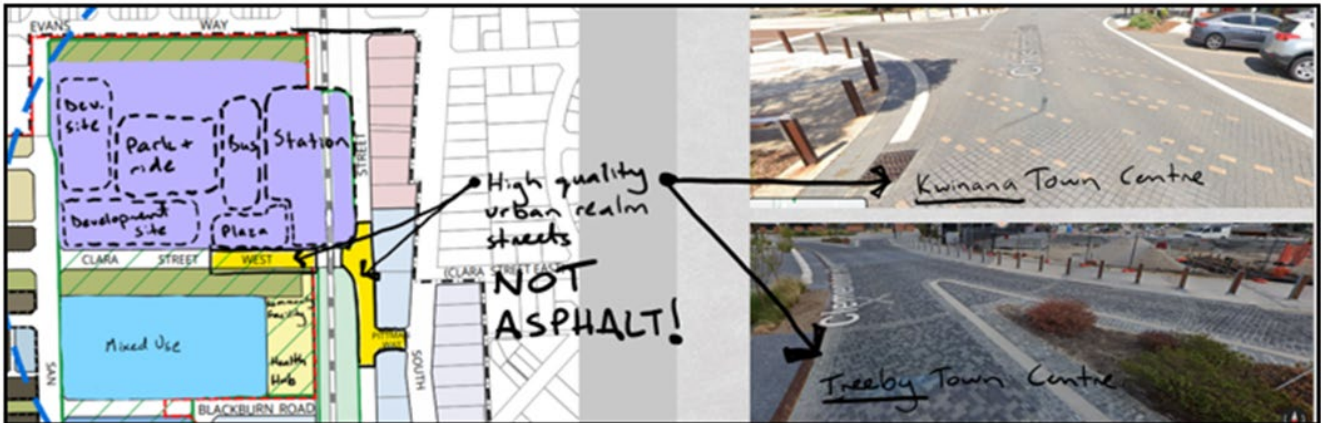 EVANS WAY
Dev.
site
Park +
ride
Bus
Station
STREET
Development
site
Plaza
CLARA STREET WEST
High quality
urban realm
streets
NOT
ASPHALT!
(CLARA STREET EAST)
Mixed Use
Health
Hub
SAN
SOUTH
BLACKBURN ROAD
Kwinana Town Centre
Treeby Town Centre